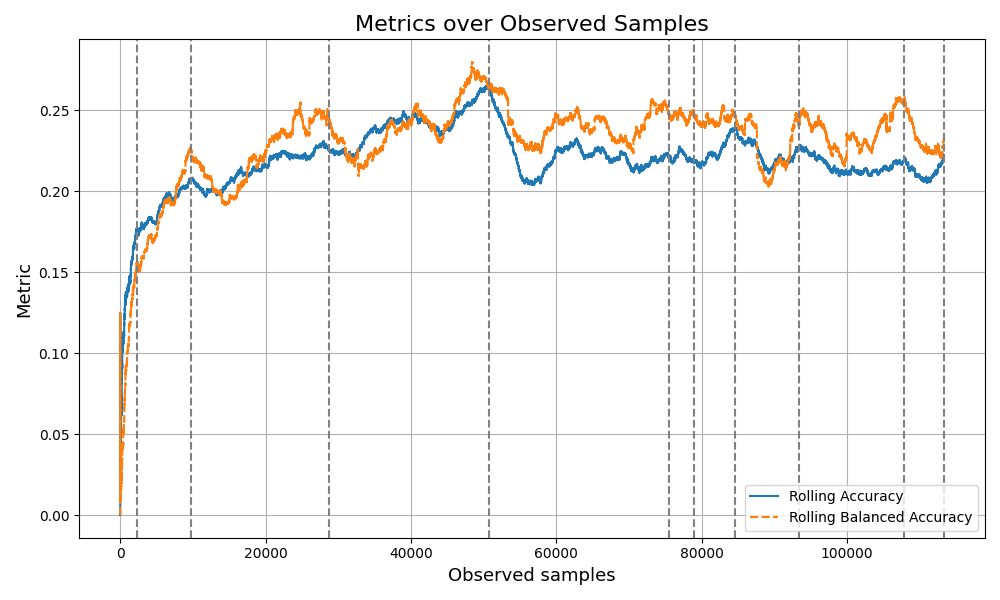 Metrics over Observed Samples
Metric
0.25
0.20
0.15
0.10
0.05
0.00
0 20000 40000 60000 80000 100000
Observed samples
Rolling Accuracy
Rolling Balanced Accuracy